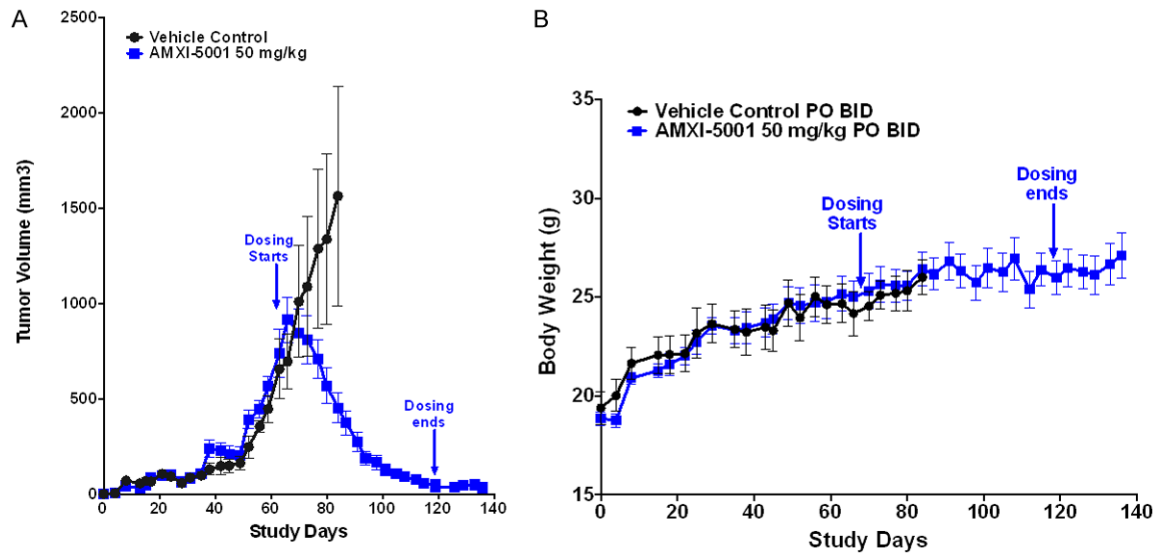 A
2500
2000
1500
1000
500
0
Tumor Volume (mm3)
Vehicle Control
AMXI-5001 50 mg/kg
Dosing
Starts
Dosing
ends
0 20 40 60 80 100 120 140
Study Days
B
35
30
25
20
15
Body Weight (g)
Vehicle Control PO BID
AMXI-5001 50 mg/kg PO BID
Dosing
Starts
Dosing
ends
0 20 40 60 80 100 120 140
Study Days